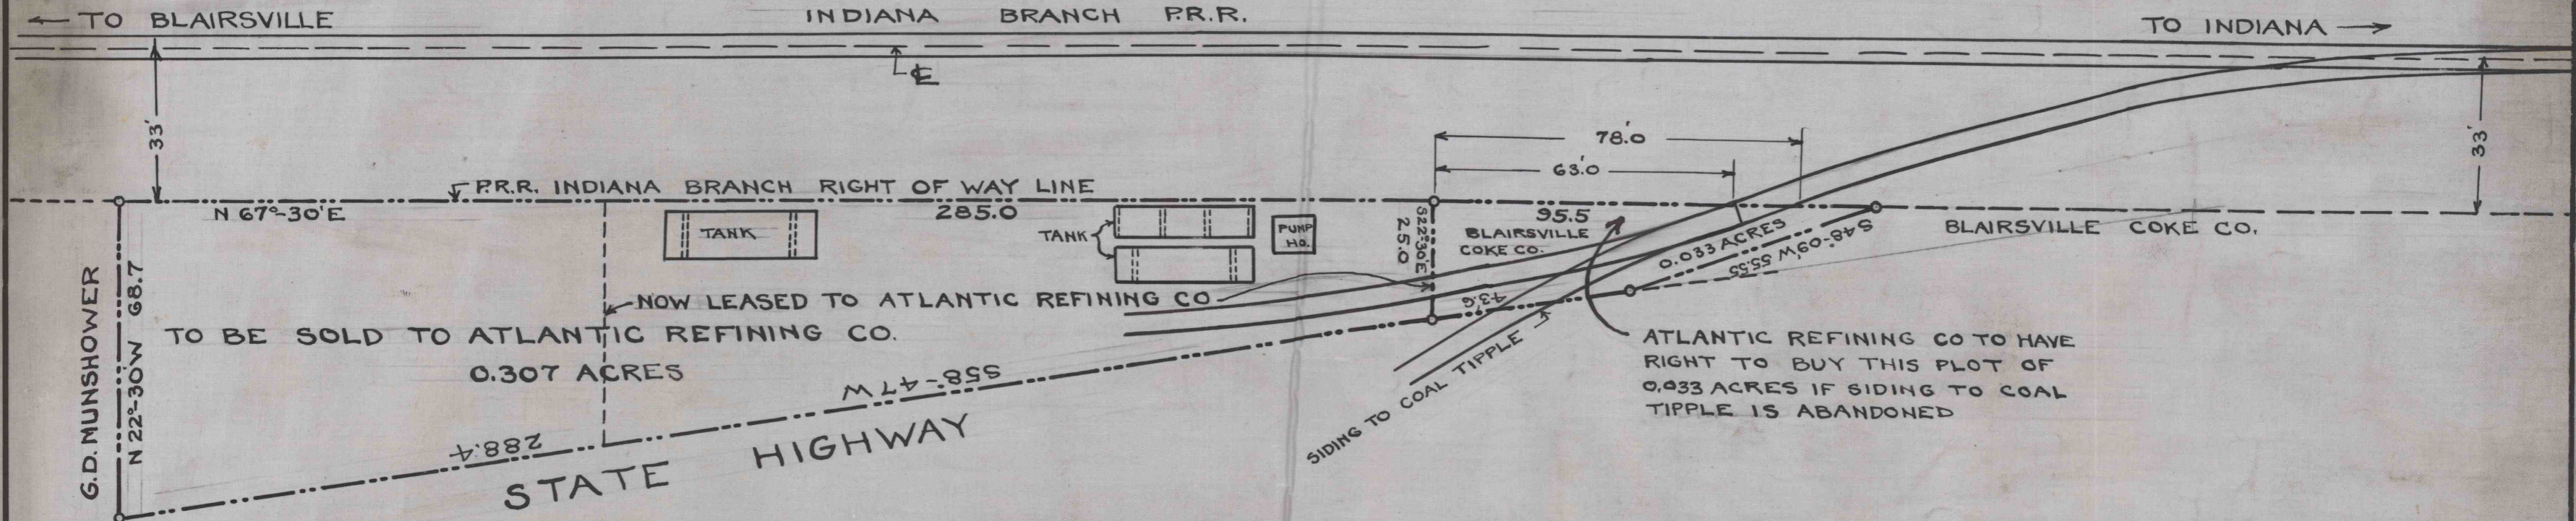 ← TO BLAIRSVILLE
INDIANA BRANCH P.R.R.
TO INDIANA →
℄
33'
33'
78'.0
63'.0
P.R.R. INDIANA BRANCH RIGHT OF WAY LINE
N 67°-30'E
285.0
TANK
TANK
PUMP
HO.
S22°-30'E
25.0
95.5
BLAIRSVILLE
COKE CO.
0.033 ACRES
S48°-09'W 55.55
BLAIRSVILLE COKE CO.
43.6
G.D. MUNSHOWER
N 22°-30'W 68.7
NOW LEASED TO ATLANTIC REFINING CO
TO BE SOLD TO ATLANTIC REFINING CO.
0.307 ACRES
S58°-47'W
288.4
STATE HIGHWAY
SIDING TO COAL TIPPLE
ATLANTIC REFINING CO TO HAVE
RIGHT TO BUY THIS PLOT OF
0.033 ACRES IF SIDING TO COAL
TIPPLE IS ABANDONED